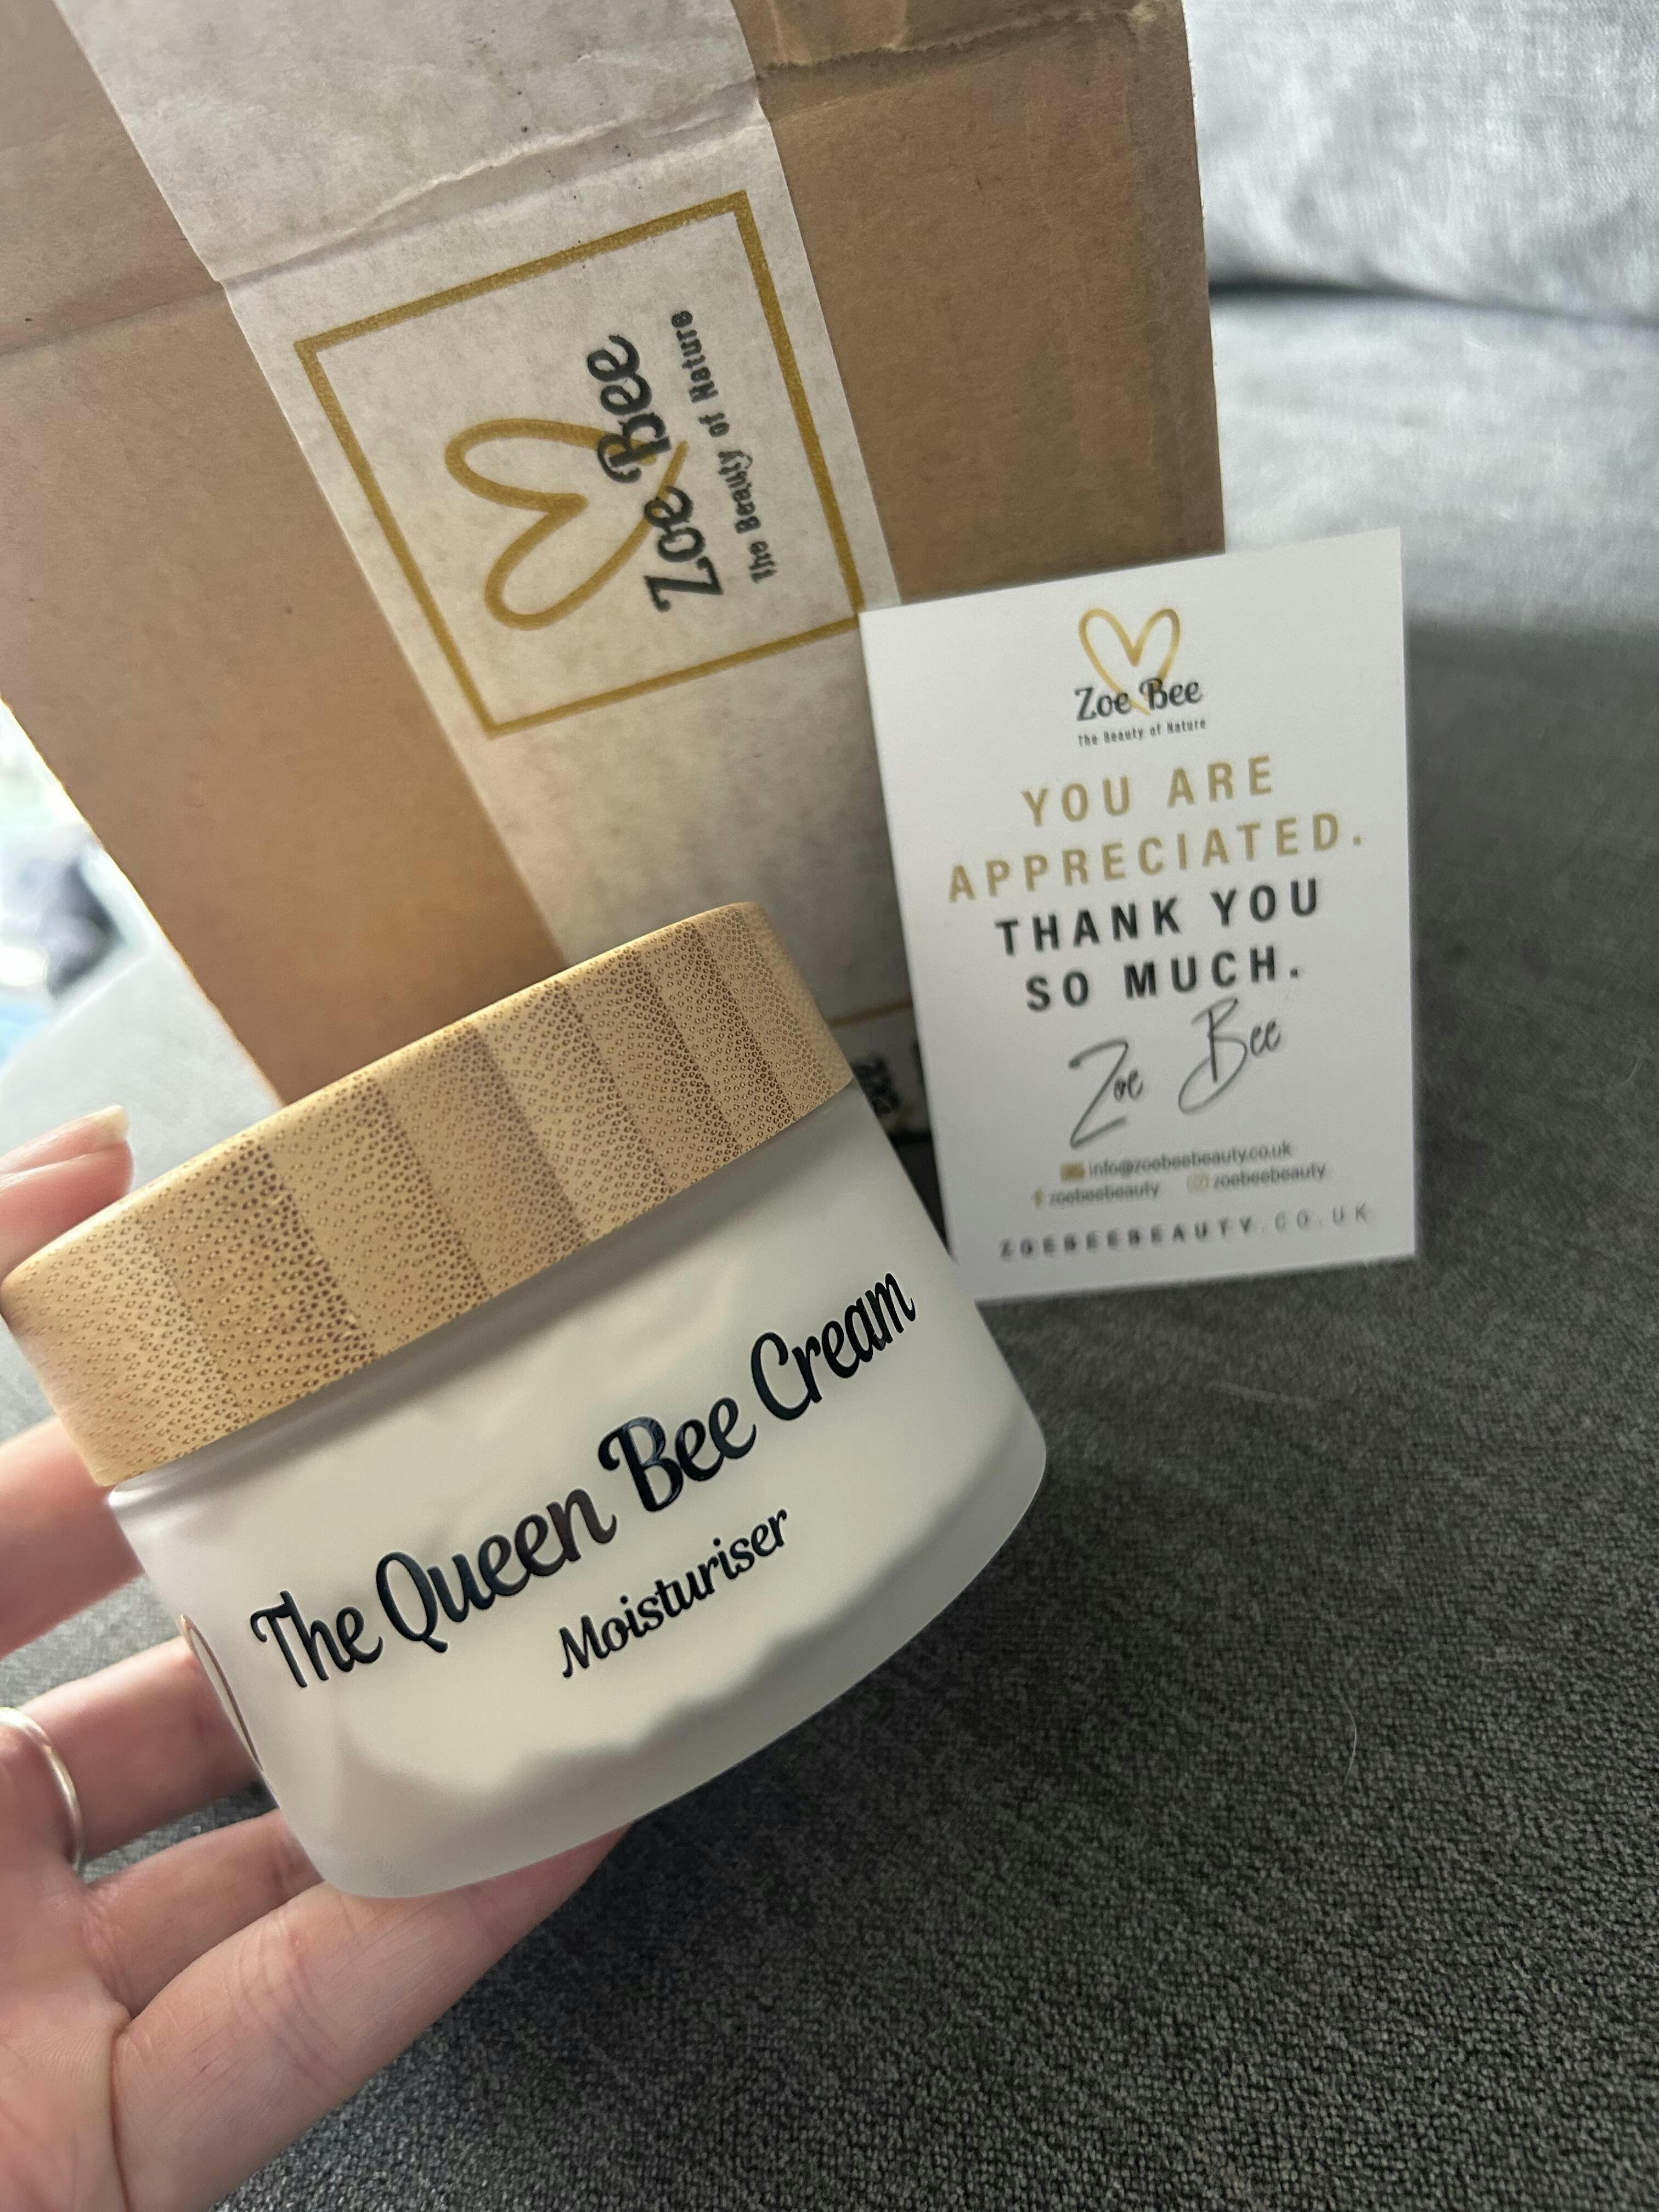 Zoe Bee
The Beauty of Nature
Zoe Bee
The Beauty of Nature
YOU ARE
APPRECIATED.
THANK YOU
SO MUCH.
Zoe Bee
info@zoebeebeauty.co.uk
zoebeebeauty zoebeebeauty
ZOEBEEBEAUTY.CO.UK
The Queen Bee Cream
Moisturiser